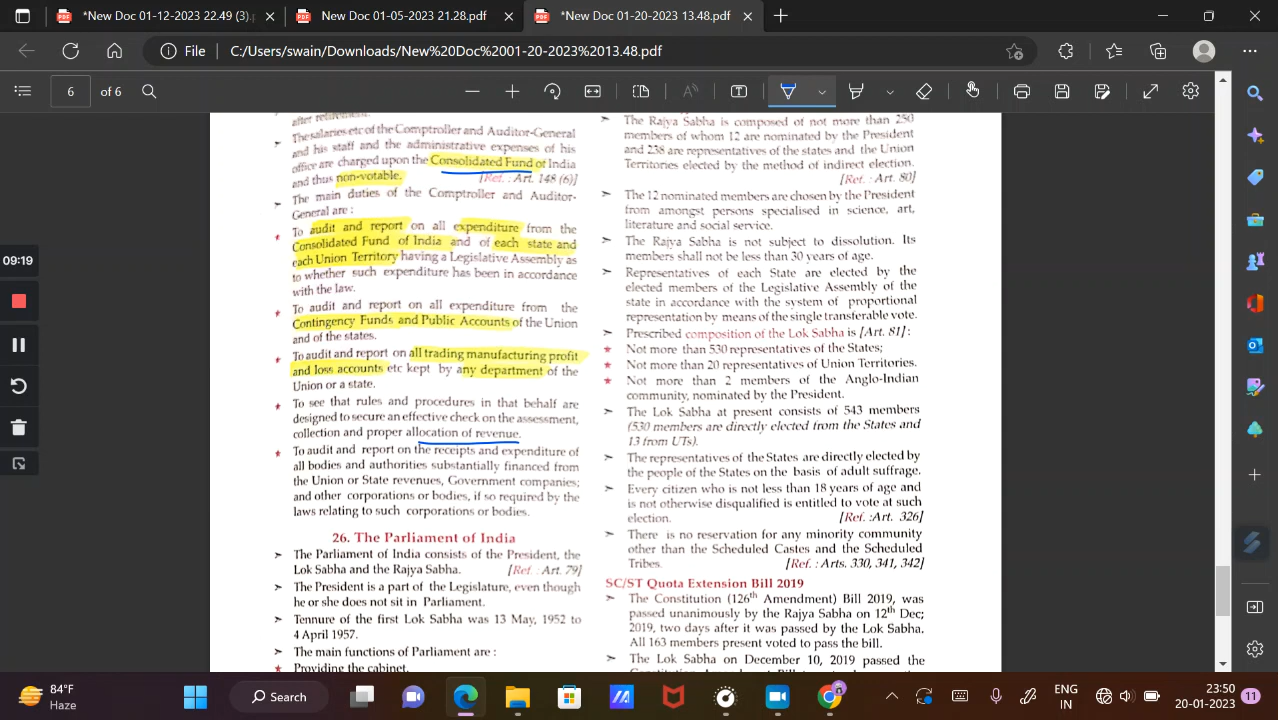 *New Doc 01-12-2023 22.49 (3).p
New Doc 01-05-2023 21.28.pdf
*New Doc 01-20-2023 13.48.pdf
File
C:/Users/swain/Downloads/New%20Doc%2001-20-2023%2013.48.pdf
6 of 6
09:19
after retirement.
The salaries etc of the Comptroller and Auditor-General
and his staff and the administrative expenses of his
office are charged upon the Consolidated Fund of India
and thus non-votable. [Ref. : Art. 148 (6)]
The main duties of the Comptroller and Auditor-
General are :
To audit and report on all expenditure from the
Consolidated Fund of India and of each state and
each Union Territory having a Legislative Assembly as
to whether such expenditure has been in accordance
with the law.
To audit and report on all expenditure from the
Contingency Funds and Public Accounts of the Union
and of the states.
To audit and report on all trading manufacturing profit
and loss accounts etc kept by any department of the
Union or a state.
To see that rules and procedures in that behalf are
designed to secure an effective check on the assessment,
collection and proper allocation of revenue.
To audit and report on the receipts and expenditure of
all bodies and authorities substantially financed from
the Union or State revenues, Government companies;
and other corporations or bodies, if so required by the
laws relating to such corporations or bodies.
26. The Parliament of India
The Parliament of India consists of the President, the
Lok Sabha and the Rajya Sabha. [Ref : Art. 79]
The President is a part of the Legislature, even though
he or she does not sit in Parliament.
Tennure of the first Lok Sabha was 13 May, 1952 to
4 April 1957.
The main functions of Parliament are :
Providing the cabinet.
The Rajya Sabha is composed of not more than 250
members of whom 12 are nominated by the President
and 238 are representatives of the states and the Union
Territories elected by the method of indirect election.
[Ref : Art. 80]
The 12 nominated members are chosen by the President
from amongst persons specialised in science, art,
literature and social service.
The Rajya Sabha is not subject to dissolution. Its
members shall not be less than 30 years of age.
Representatives of each State are elected by the
elected members of the Legislative Assembly of the
state in accordance with the system of proportional
representation by means of the single transferable vote.
Prescribed composition of the Lok Sabha is [Art. 81] :
Not more than 530 representatives of the States;
Not more than 20 representatives of Union Territories.
Not more than 2 members of the Anglo-Indian
community, nominated by the President.
The Lok Sabha at present consists of 543 members
(530 members are directly elected from the States and
13 from UTs).
The representatives of the States are directly elected by
the people of the States on the basis of adult suffrage.
Every citizen who is not less than 18 years of age and
is not otherwise disqualified is entitled to vote at such
election. [Ref. :Art. 326]
There is no reservation for any minority community
other than the Scheduled Castes and the Scheduled
Tribes. [Ref. : Arts. 330, 341, 342]
SC/ST Quota Extension Bill 2019
The Constitution (126th Amendment) Bill 2019, was
passed unanimously by the Rajya Sabha on 12th Dec;
2019, two days after it was passed by the Lok Sabha.
All 163 members present voted to pass the bill.
The Lok Sabha on December 10, 2019 passed the
84°F
Haze
Search
ENG
IN
23:50
20-01-2023
11